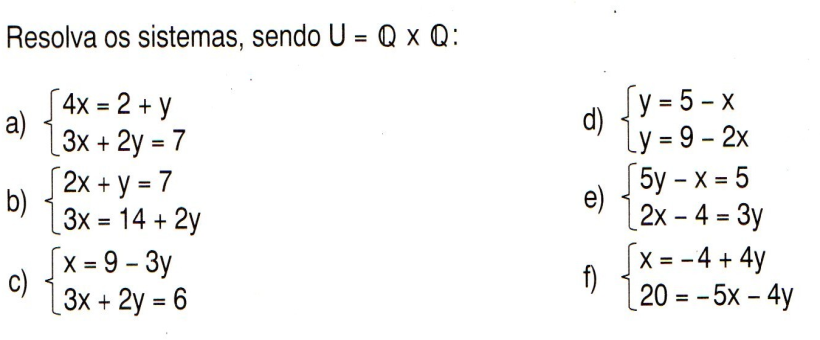 Resolva os sistemas, sendo U = ℚ x ℚ:
a) { 4x = 2 + y
3x + 2y = 7
b) { 2x + y = 7
3x = 14 + 2y
c) { x = 9 – 3y
3x + 2y = 6
d) { y = 5 – x
y = 9 – 2x
e) { 5y – x = 5
2x – 4 = 3y
f) { x = –4 + 4y
20 = –5x – 4y